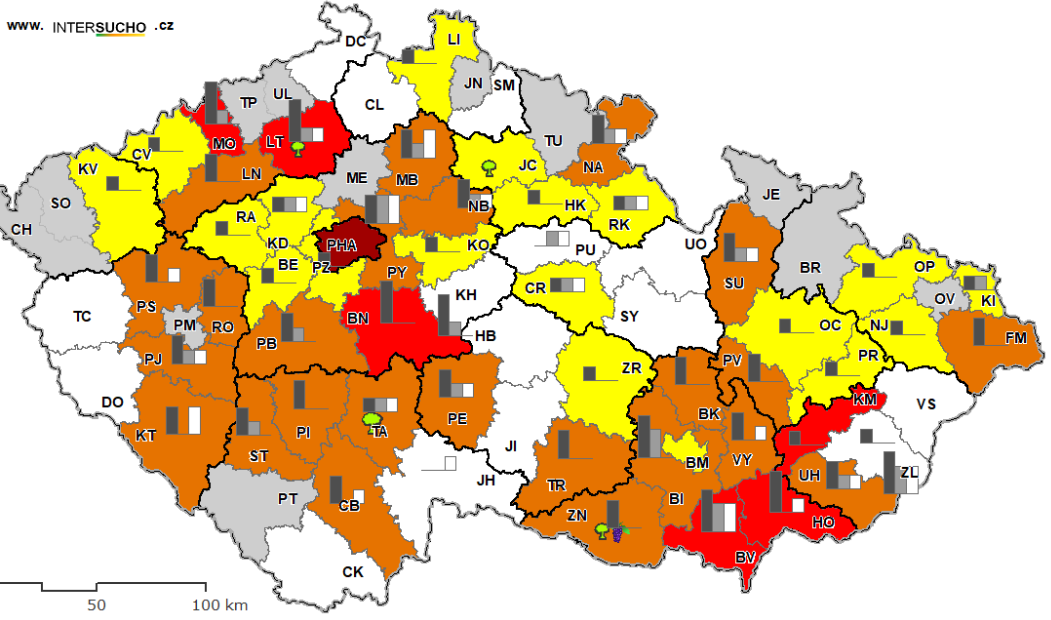 www. INTERSUCHO .cz
DC
LI
JN
SM
TP
UL
CL
MO
LT
TU
CV
LN
ME
MB
JC
NA
KV
SO
CH
RA
KD
NB
HK
RK
JE
PHA
KO
PU
UO
BE
PZ
PY
CR
SU
BR
OP
OV
KI
PS
TC
PM
RO
KH
BN
HB
SY
OC
NJ
FM
PJ
PB
ZR
PV
PR
DO
KT
PI
TA
PE
BK
KM
VS
ST
JI
BM
VY
UH
ZL
PT
CB
JH
TR
BI
ZN
HO
CK
BV
50
100 km